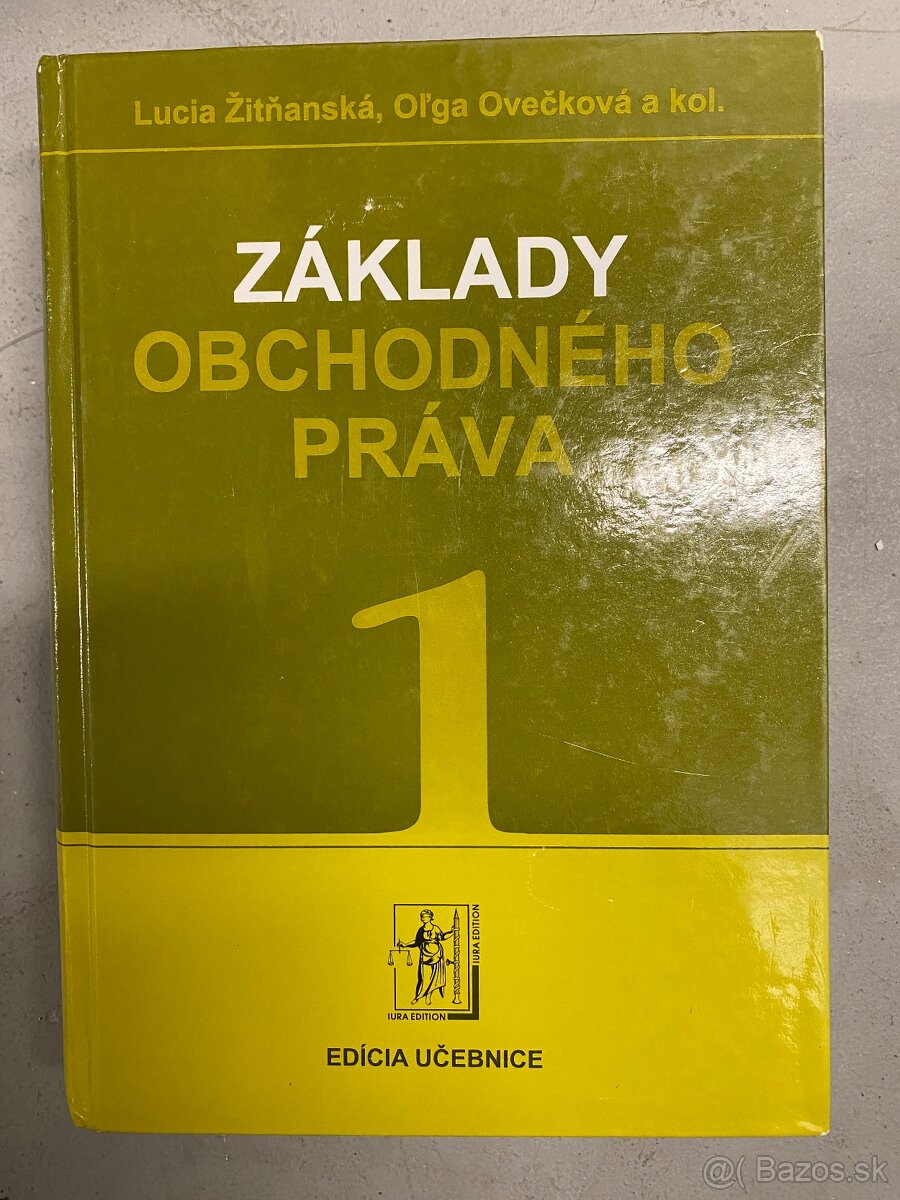 Lucia Žitňanská, Oľga Ovečková a kol.
ZÁKLADY
OBCHODNÉHO
PRÁVA
1
IURA EDITION
IURA EDITION
EDÍCIA UČEBNICE
@( Bazos.sk